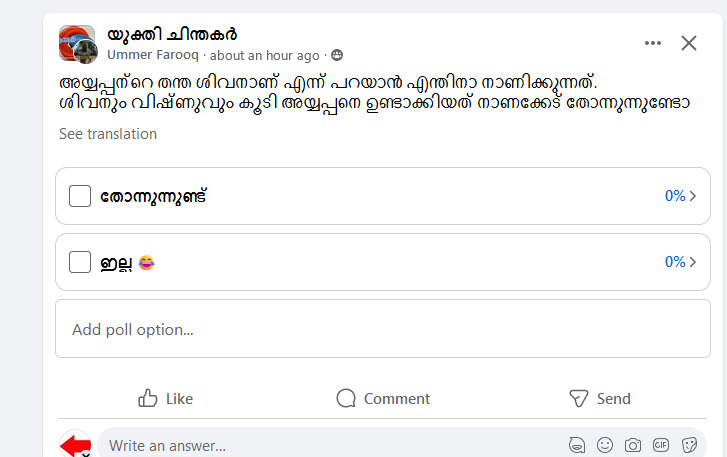 യുക്തി ചിന്തകർ
Ummer Farooq · about an hour ago ·
അയ്യപ്പന്റെ തന്ത ശിവനാണ് എന്ന് പറയാൻ എന്തിനാ നാണിക്കുന്നത്.
ശിവനും വിഷ്ണുവും കൂടി അയ്യപ്പനെ ഉണ്ടാക്കിയത് നാണക്കേട് തോന്നുന്നുണ്ടോ
See translation
തോന്നുന്നുണ്ട്
0%
ഇല്ല 😂
0%
Add poll option...
Like Comment Send
Write an answer...
GIF